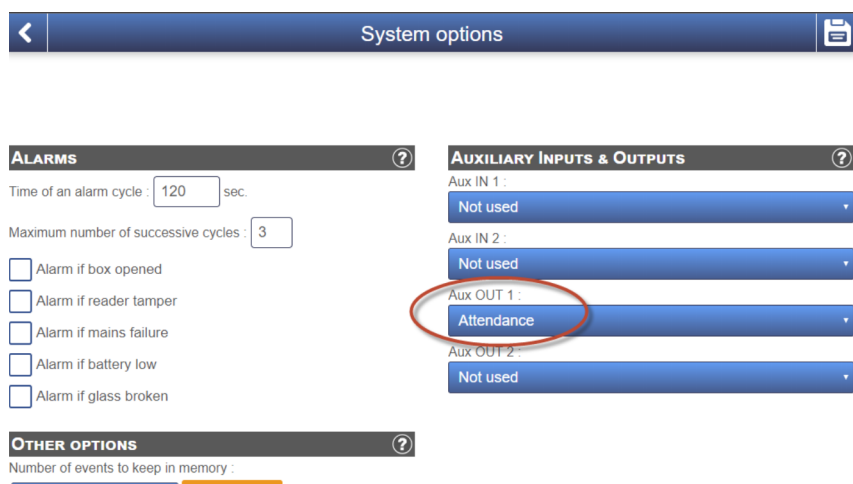 System options
ALARMS ?
Time of an alarm cycle : 120 sec.
Maximum number of successive cycles : 3
Alarm if box opened
Alarm if reader tamper
Alarm if mains failure
Alarm if battery low
Alarm if glass broken
OTHER OPTIONS ?
Number of events to keep in memory :
AUXILIARY INPUTS & OUTPUTS ?
Aux IN 1 :
Not used
Aux IN 2 :
Not used
Aux OUT 1 :
Attendance
Aux OUT 2 :
Not used